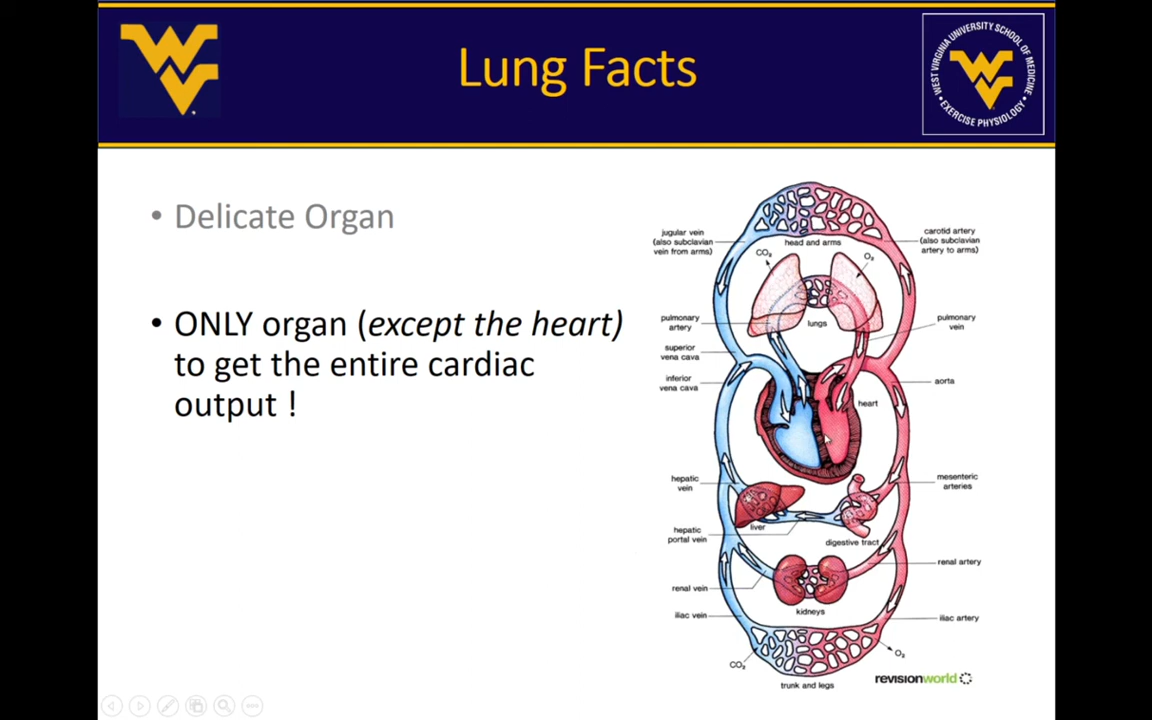 Lung Facts
WEST VIRGINIA UNIVERSITY SCHOOL OF MEDICINE
• EXERCISE PHYSIOLOGY •
WV
• Delicate Organ
• ONLY organ (except the heart)
to get the entire cardiac
output !
jugular vein
(also subclavian
vein from arms)
head and arms
carotid artery
(also subclavian
artery to arms)
CO₂
O₂
pulmonary
artery
lungs
pulmonary
vein
superior
vena cava
inferior
vena cava
aorta
heart
hepatic
vein
mesenteric
arteries
liver
hepatic
portal vein
digestive tract
renal artery
renal vein
kidneys
iliac vein
iliac artery
CO₂
O₂
trunk and legs
revisionworld